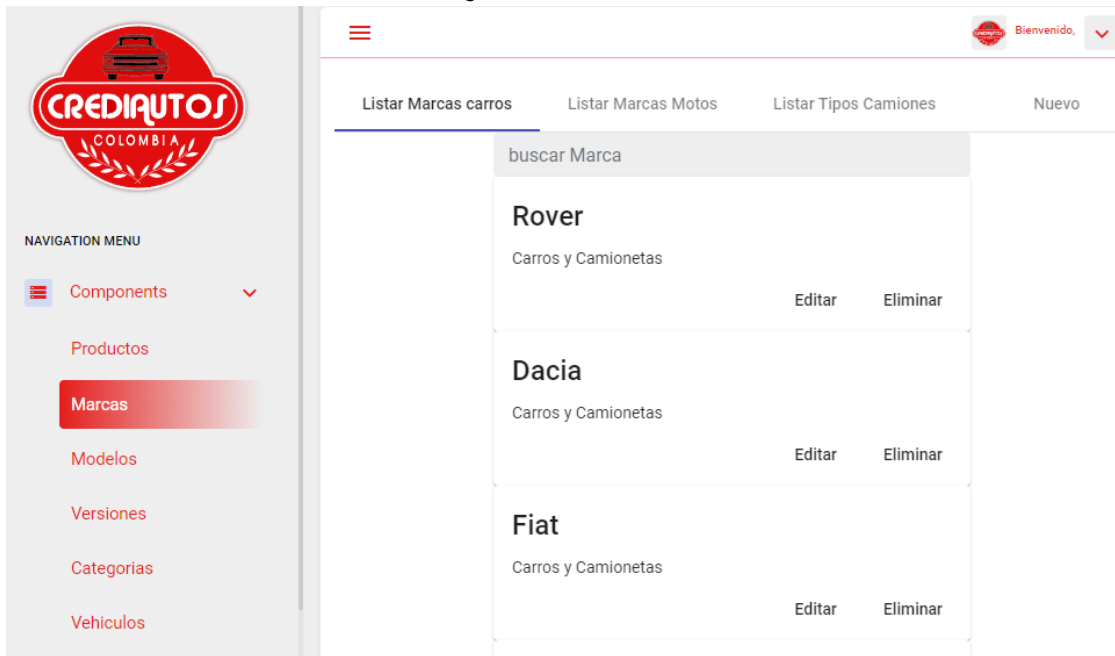 CREDIAUTOS
COLOMBIA
NAVIGATION MENU
Components
Productos
Marcas
Modelos
Versiones
Categorias
Vehiculos
Bienvenido,
Listar Marcas carros
Listar Marcas Motos
Listar Tipos Camiones
Nuevo
buscar Marca
Rover
Carros y Camionetas
Editar Eliminar
Dacia
Carros y Camionetas
Editar Eliminar
Fiat
Carros y Camionetas
Editar Eliminar